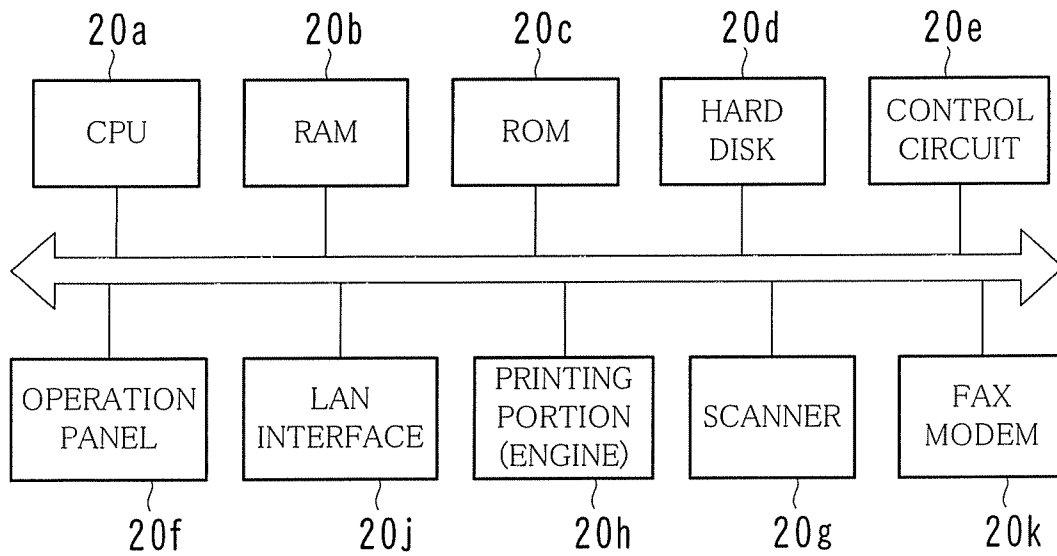 20a 20b 20c 20d 20e
CPU RAM ROM HARD DISK CONTROL CIRCUIT
OPERATION PANEL LAN INTERFACE PRINTING PORTION (ENGINE) SCANNER FAX MODEM
20f 20j 20h 20g 20k